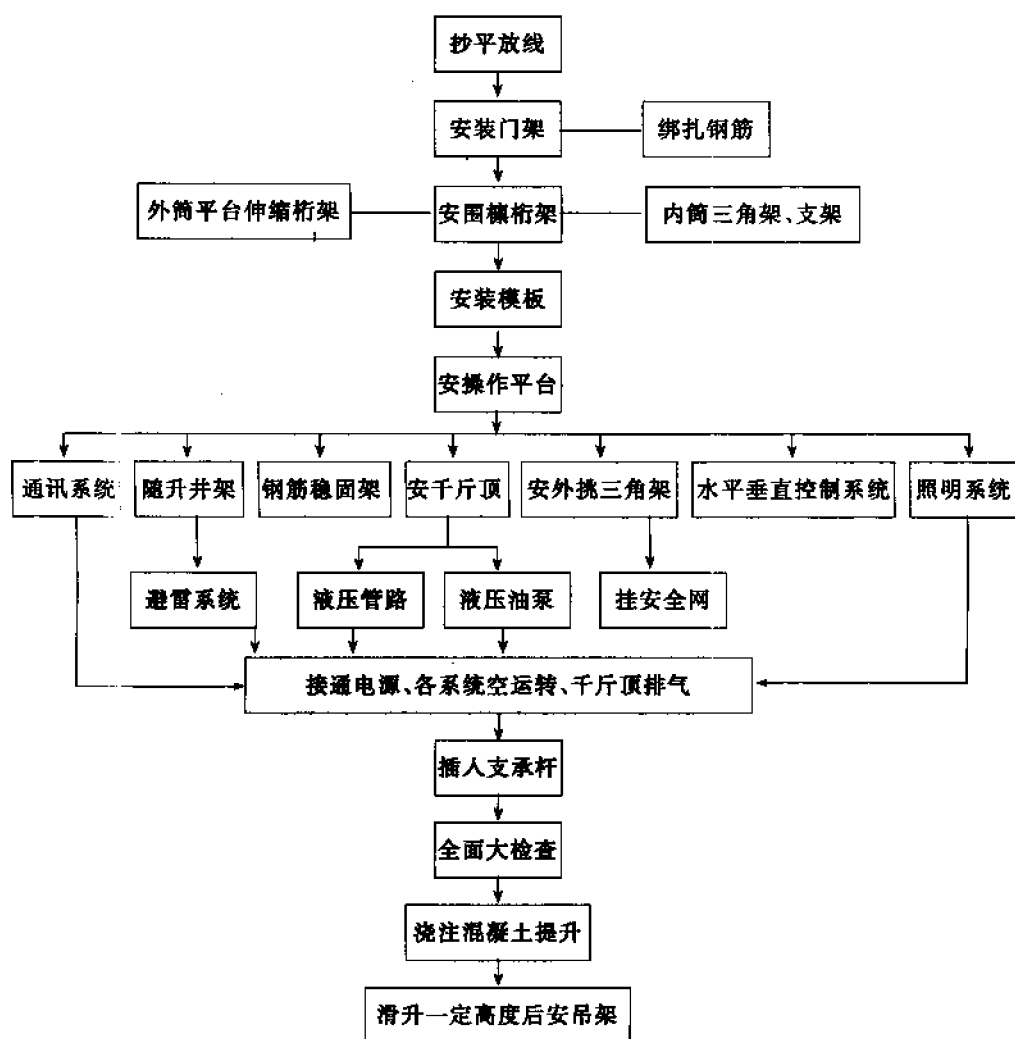 抄平放线
安装门架
绑扎钢筋
外筒平台伸缩桁架
安围檩桁架
内筒三角架、支架
安装模板
安操作平台
通讯系统
随升井架
钢筋稳固架
安千斤顶
安外挑三角架
水平垂直控制系统
照明系统
避雷系统
液压管路
液压油泵
挂安全网
接通电源、各系统空运转、千斤顶排气
插入支承杆
全面大检查
浇注混凝土提升
滑升一定高度后安吊架